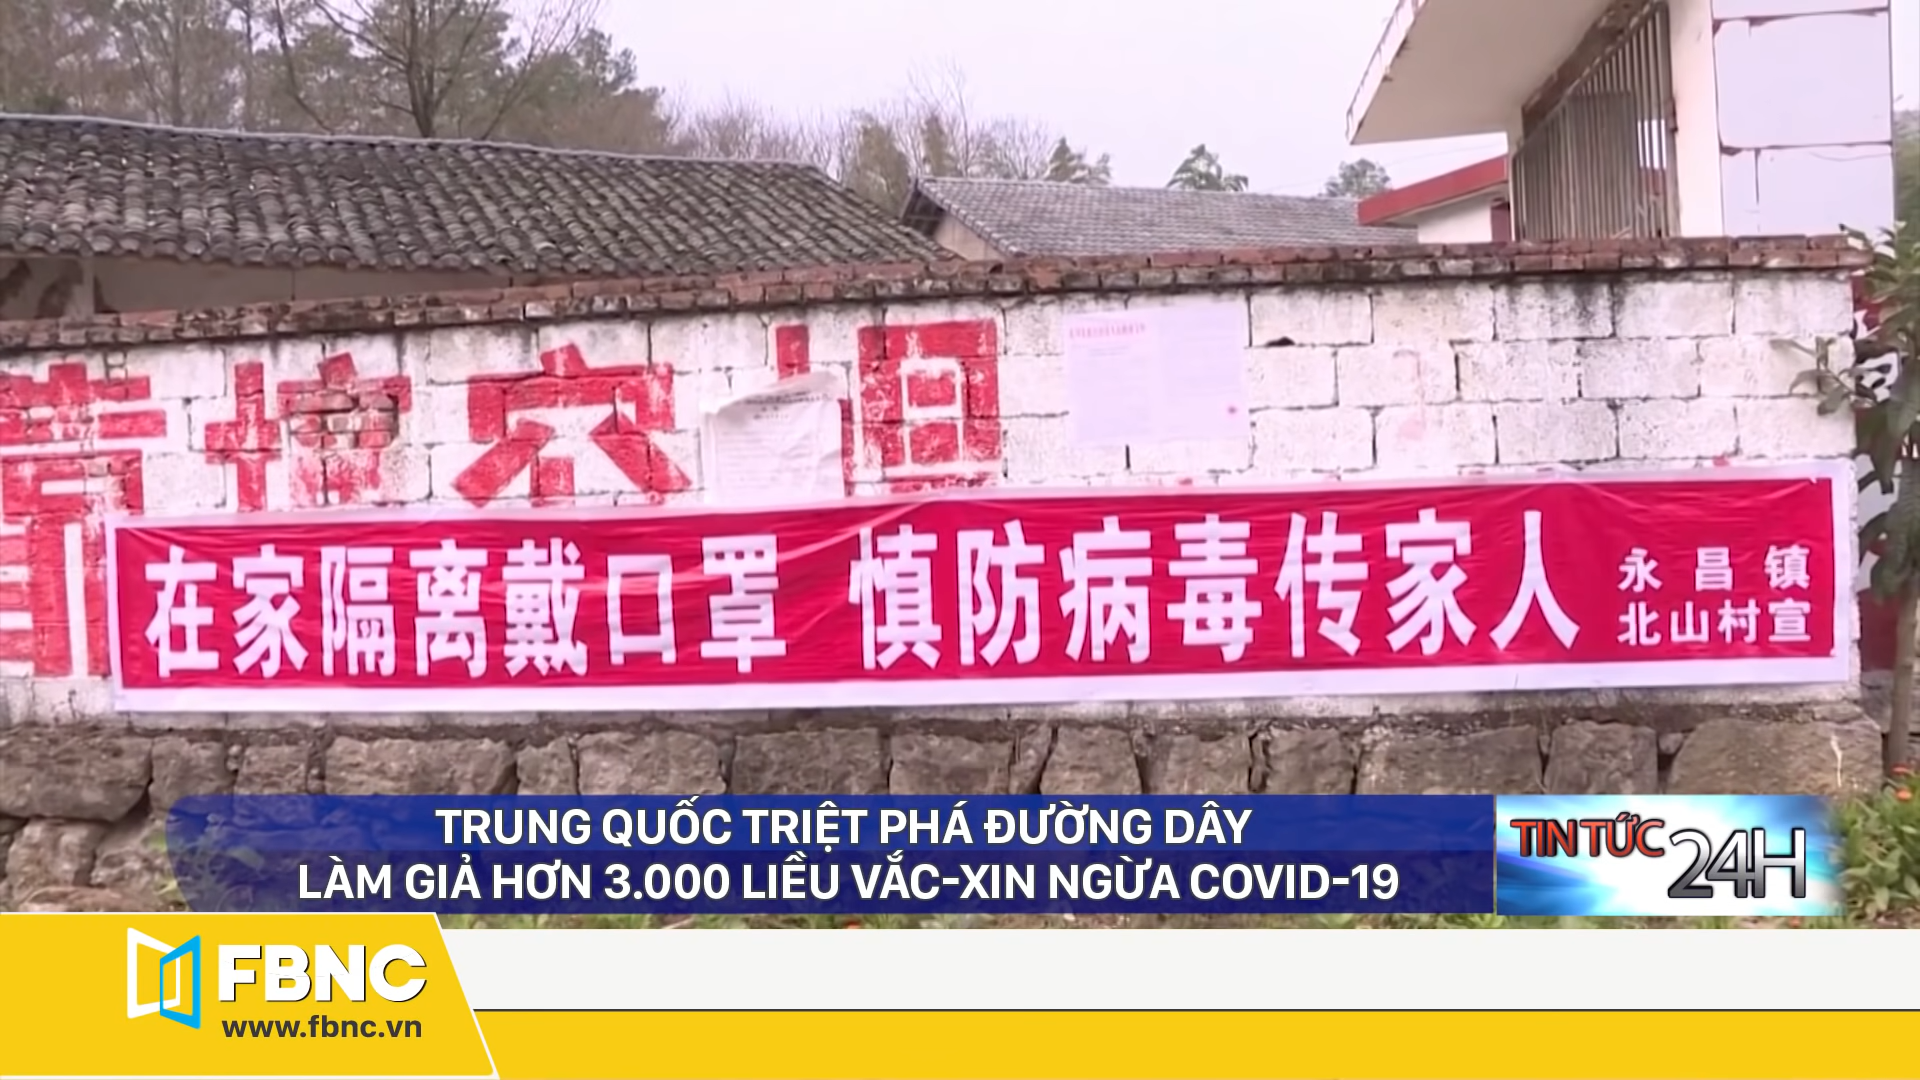 在家隔离戴口罩 慎防病毒传家人
永昌镇
北山村宣
TRUNG QUỐC TRIỆT PHÁ ĐƯỜNG DÂY
LÀM GIẢ HƠN 3.000 LIỀU VẮC-XIN NGỪA COVID-19
TIN TỨC
24H
FBNC
www.fbnc.vn